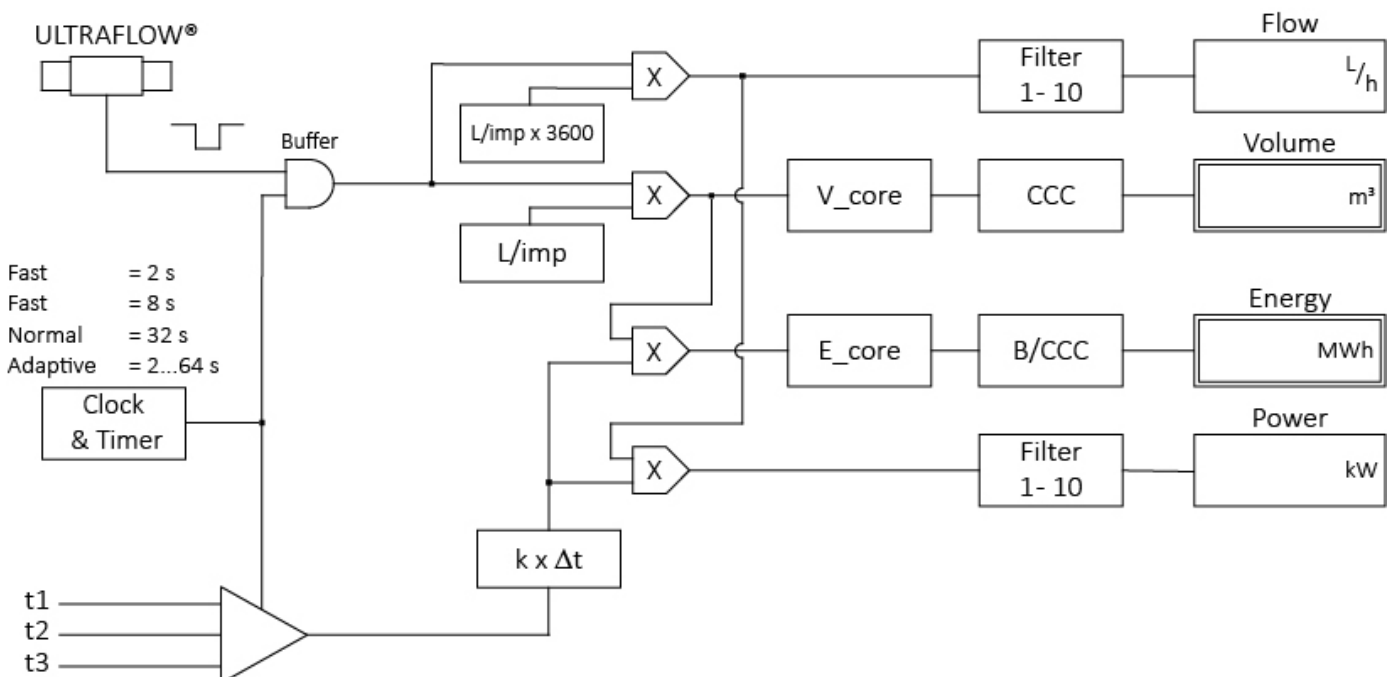 ULTRAFLOW®
Buffer
X
L/imp x 3600
Filter
1- 10
Flow
L/h
X
L/imp
V_core
CCC
Volume
m³
Fast = 2 s
Fast = 8 s
Normal = 32 s
Adaptive = 2...64 s
Clock
& Timer
X
E_core
B/CCC
Energy
MWh
X
Filter
1- 10
Power
kW
k x Δt
t1
t2
t3